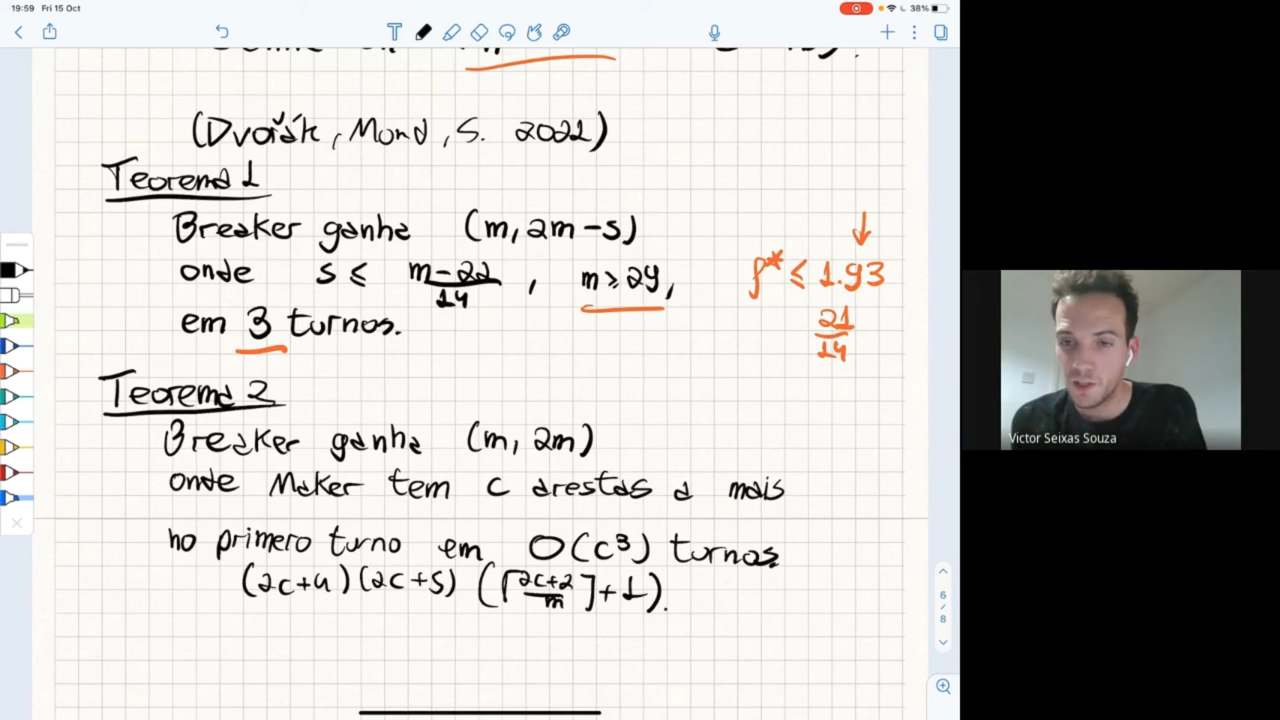 19:59 Fri 15 Oct
38%
(Dvořák, Mond, S. 2021)
Teorema 1
Breaker ganha (m, 2m-s)
onde s ≤ m-22/14, m ≥ 29,
em 3 turnos.
ρ* ≤ 1.93
21/14
Teorema 2
Breaker ganha (m, 2m)
onde Maker tem c arestas a mais
no primero turno em O(c³) turnos.
(2c+4)(2c+5)(⌈2c+2/m⌉+1).
6
/
8
Victor Seixas Souza